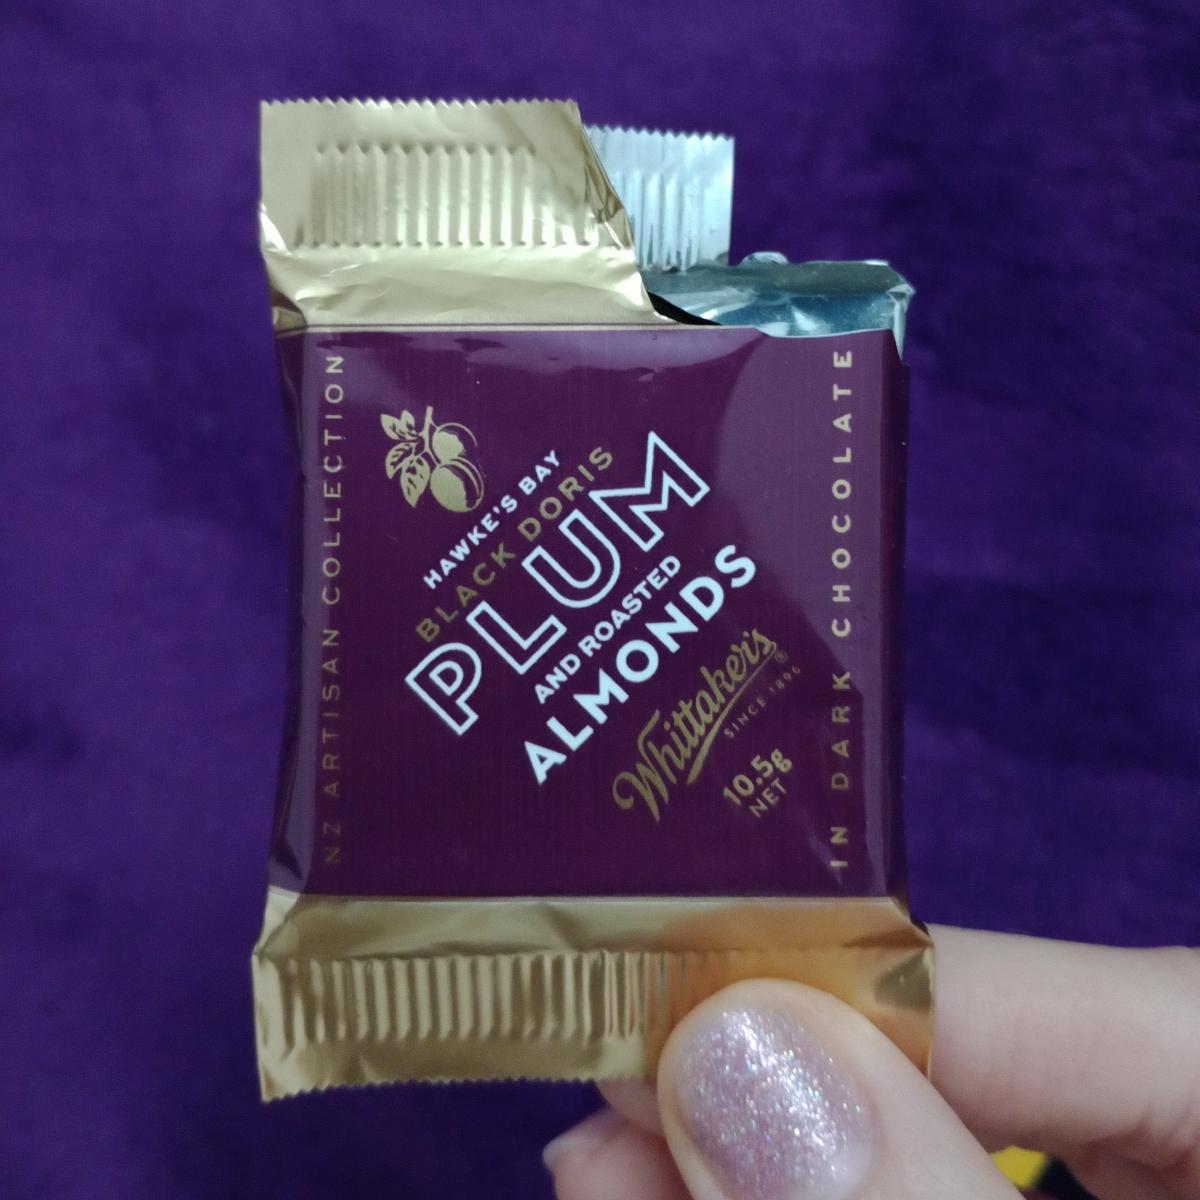 NZ ARTISAN COLLECTION
HAWKE'S BAY
BLACK DORIS
PLUM
AND ROASTED
ALMONDS
Whittaker's®
SINCE 1896
10.5g
NET
IN DARK CHOCOLATE